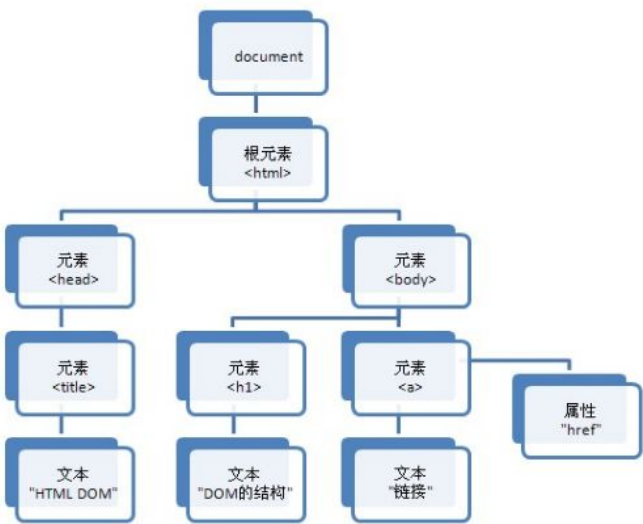 document
根元素
<html>
元素
<head>
元素
<body>
元素
<title>
元素
<h1>
元素
<a>
属性
"href"
文本
"HTML DOM"
文本
"DOM的结构"
文本
"链接"